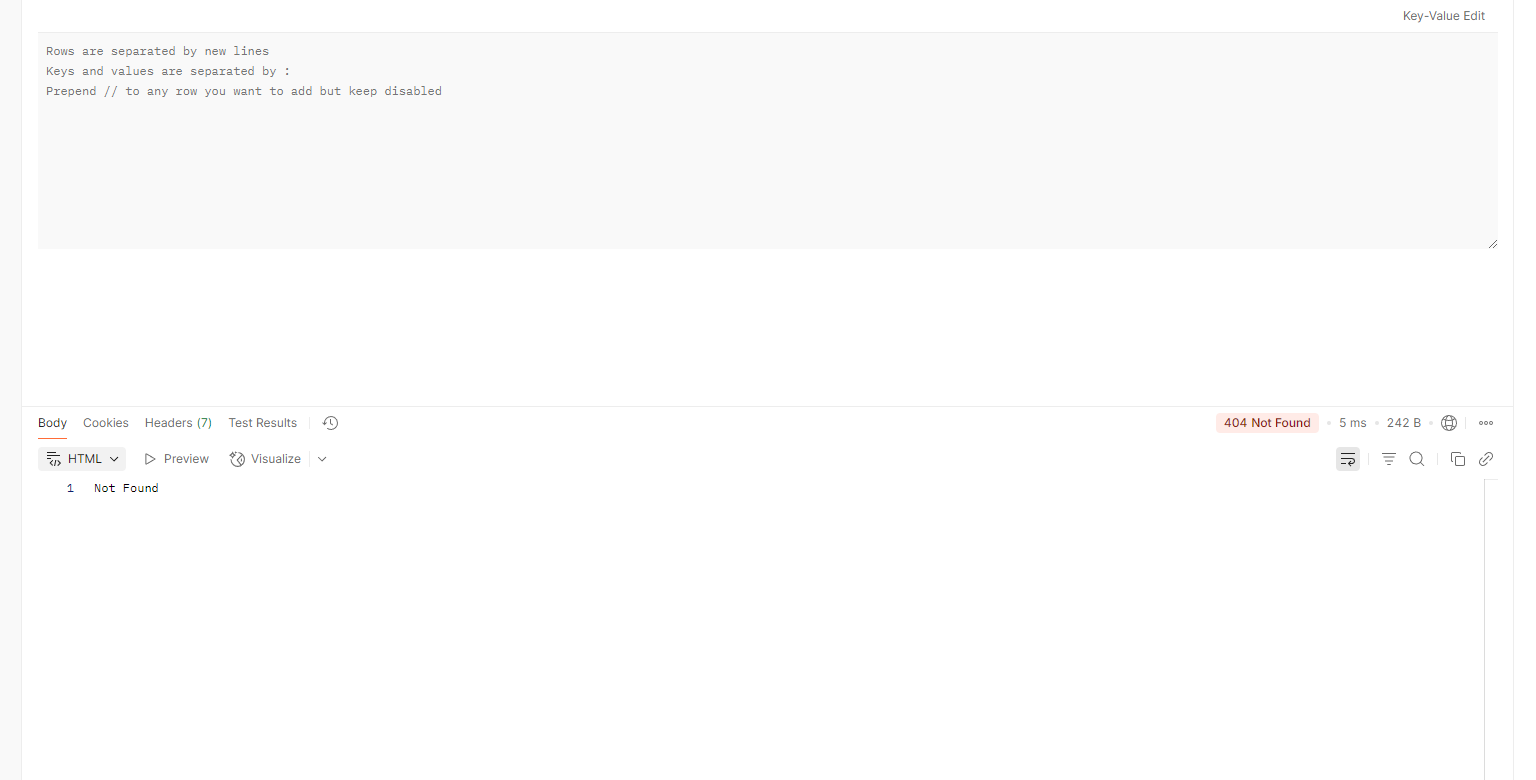 Key-Value Edit
Rows are separated by new lines
Keys and values are separated by :
Prepend // to any row you want to add but keep disabled
Body Cookies Headers (7) Test Results 404 Not Found • 5 ms • 242 B •
HTML Preview Visualize
1 Not Found